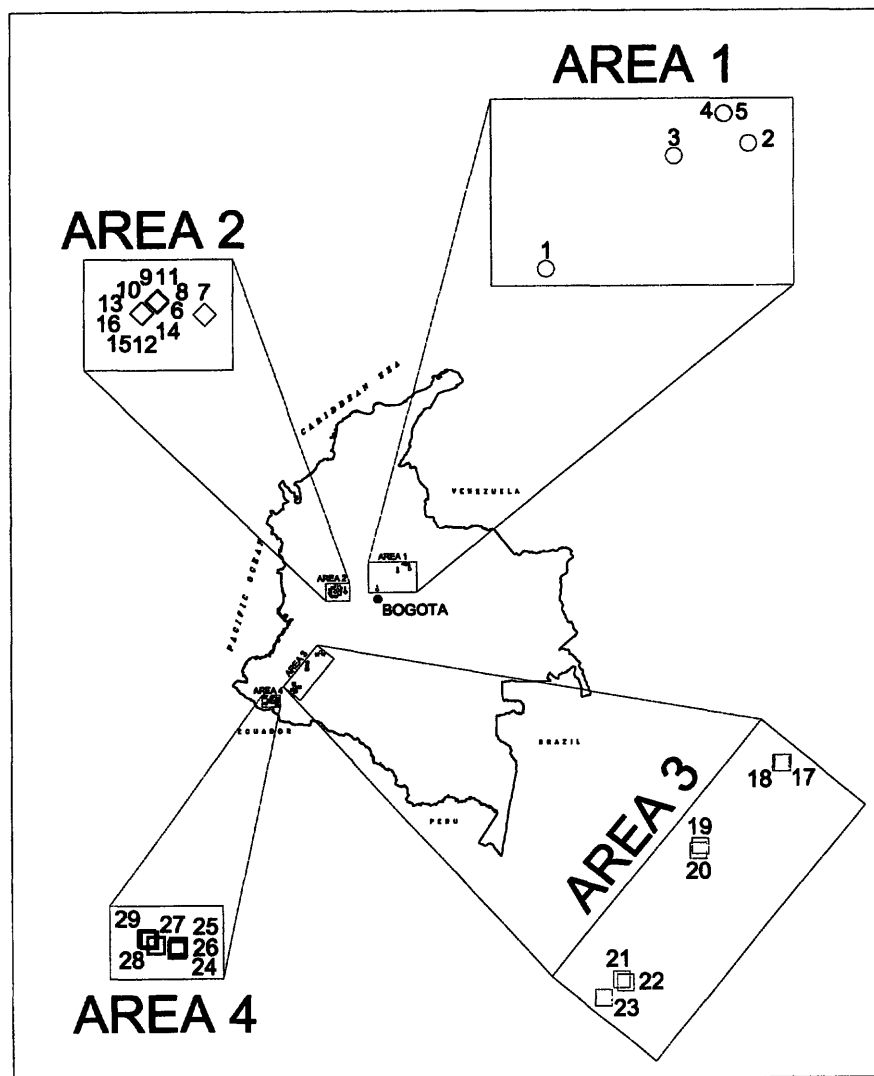 AREA 1
4 5
3 2
1
AREA 2
9 11
10 8 7
13 6
16 14
15 12
CARIBBEAN SEA
VENEZUELA
PACIFIC OCEAN
AREA 1
AREA 2
BOGOTA
AREA 3
AREA 4
ECUADOR
BRAZIL
PERU
AREA 3
18 17
19
20
21
22
23
29 27 25
26
28 24
AREA 4